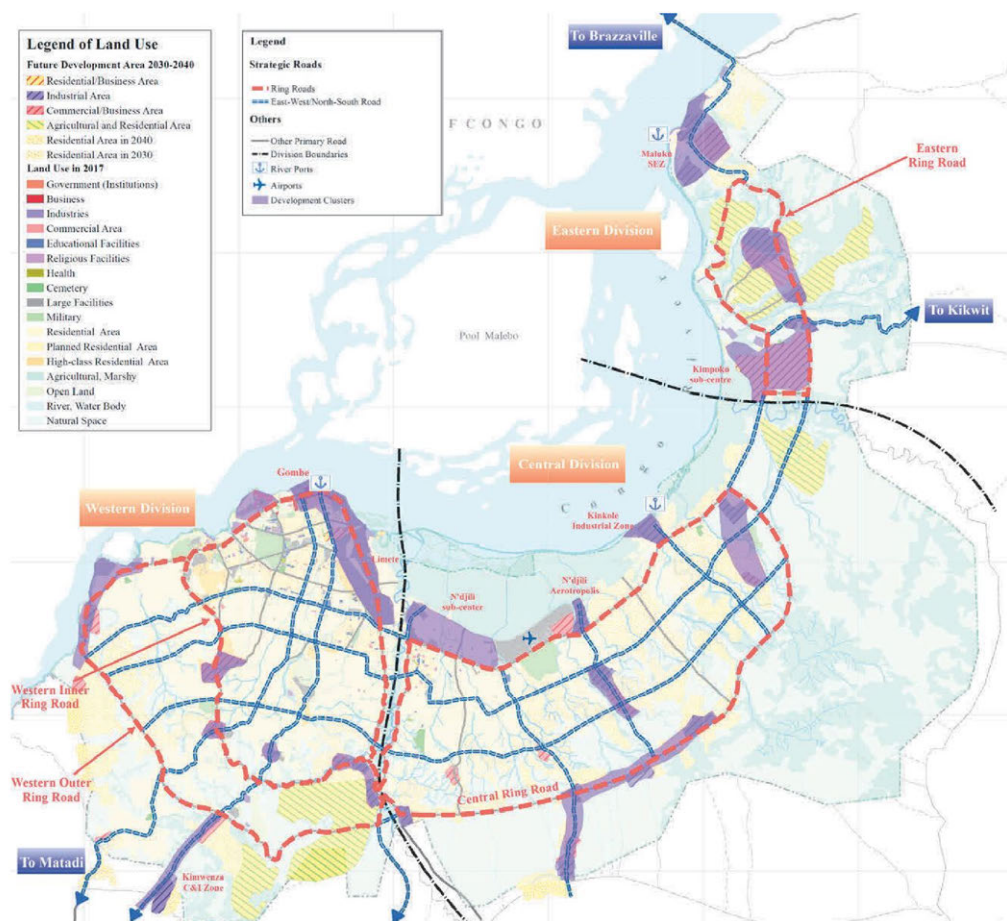 Legend of Land Use
Future Development Area 2030-2040
Residential/Business Area
Industrial Area
Commercial/Business Area
Agricultural and Residential Area
Residential Area in 2040
Residential Area in 2030
Land Use in 2017
Government (Institutions)
Business
Industries
Commercial Area
Educational Facilities
Religious Facilities
Health
Cemetery
Large Facilities
Military
Residential Area
Planned Residential Area
High-class Residential Area
Agricultural, Marshy
Open Land
River, Water Body
Natural Space
Legend
Strategic Roads
Ring Roads
East-West/North-South Road
Others
Other Primary Road
Division Boundaries
River Ports
Airports
Development Clusters
To Brazzaville
F CONGO
Maluku
SEZ
Eastern
Ring Road
Eastern Division
To Kikwit
Pool Malebo
Kimpoko
sub-centre
Central Division
Western Division
Gombe
Kinkole
Industrial Zone
Limete
N'djili
sub-center
N'djili
Aerotropolis
Western Inner
Ring Road
Western Outer
Ring Road
Central Ring Road
To Matadi
Kimwenza
C&I Zone